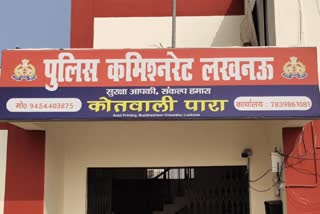 पुलिस कमिश्नरेट लखनऊ
सुरक्षा आपकी, संकल्प हमारा
मो० 9454403875 कोतवाली पारा कार्यालय : 7839861081